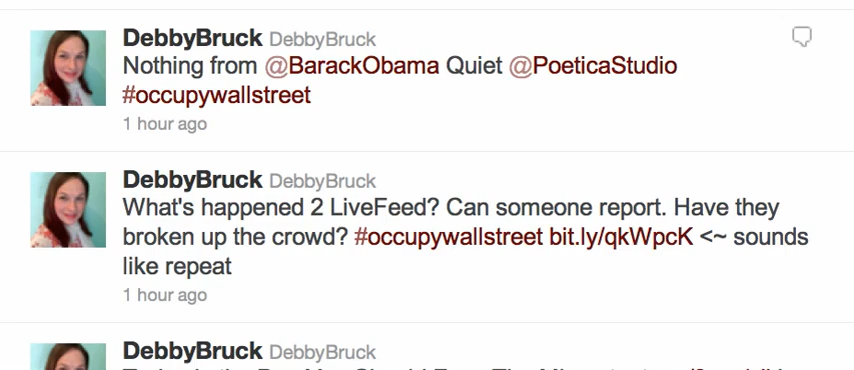 DebbyBruck DebbyBruck
Nothing from @BarackObama Quiet @PoeticaStudio
#occupywallstreet
1 hour ago
DebbyBruck DebbyBruck
What's happened 2 LiveFeed? Can someone report. Have they
broken up the crowd? #occupywallstreet bit.ly/qkWpcK <~ sounds
like repeat
1 hour ago
DebbyBruck DebbyBruck